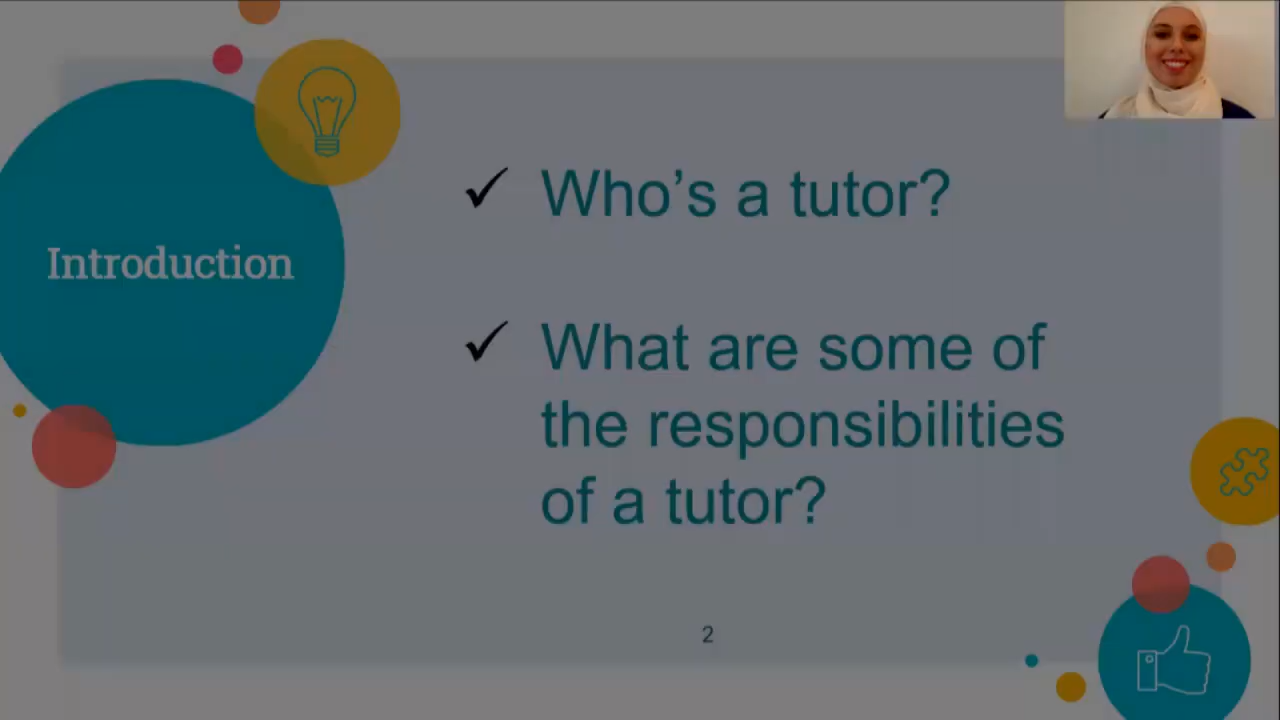 Introduction
✓ Who's a tutor?
✓ What are some of
the responsibilities
of a tutor?
2